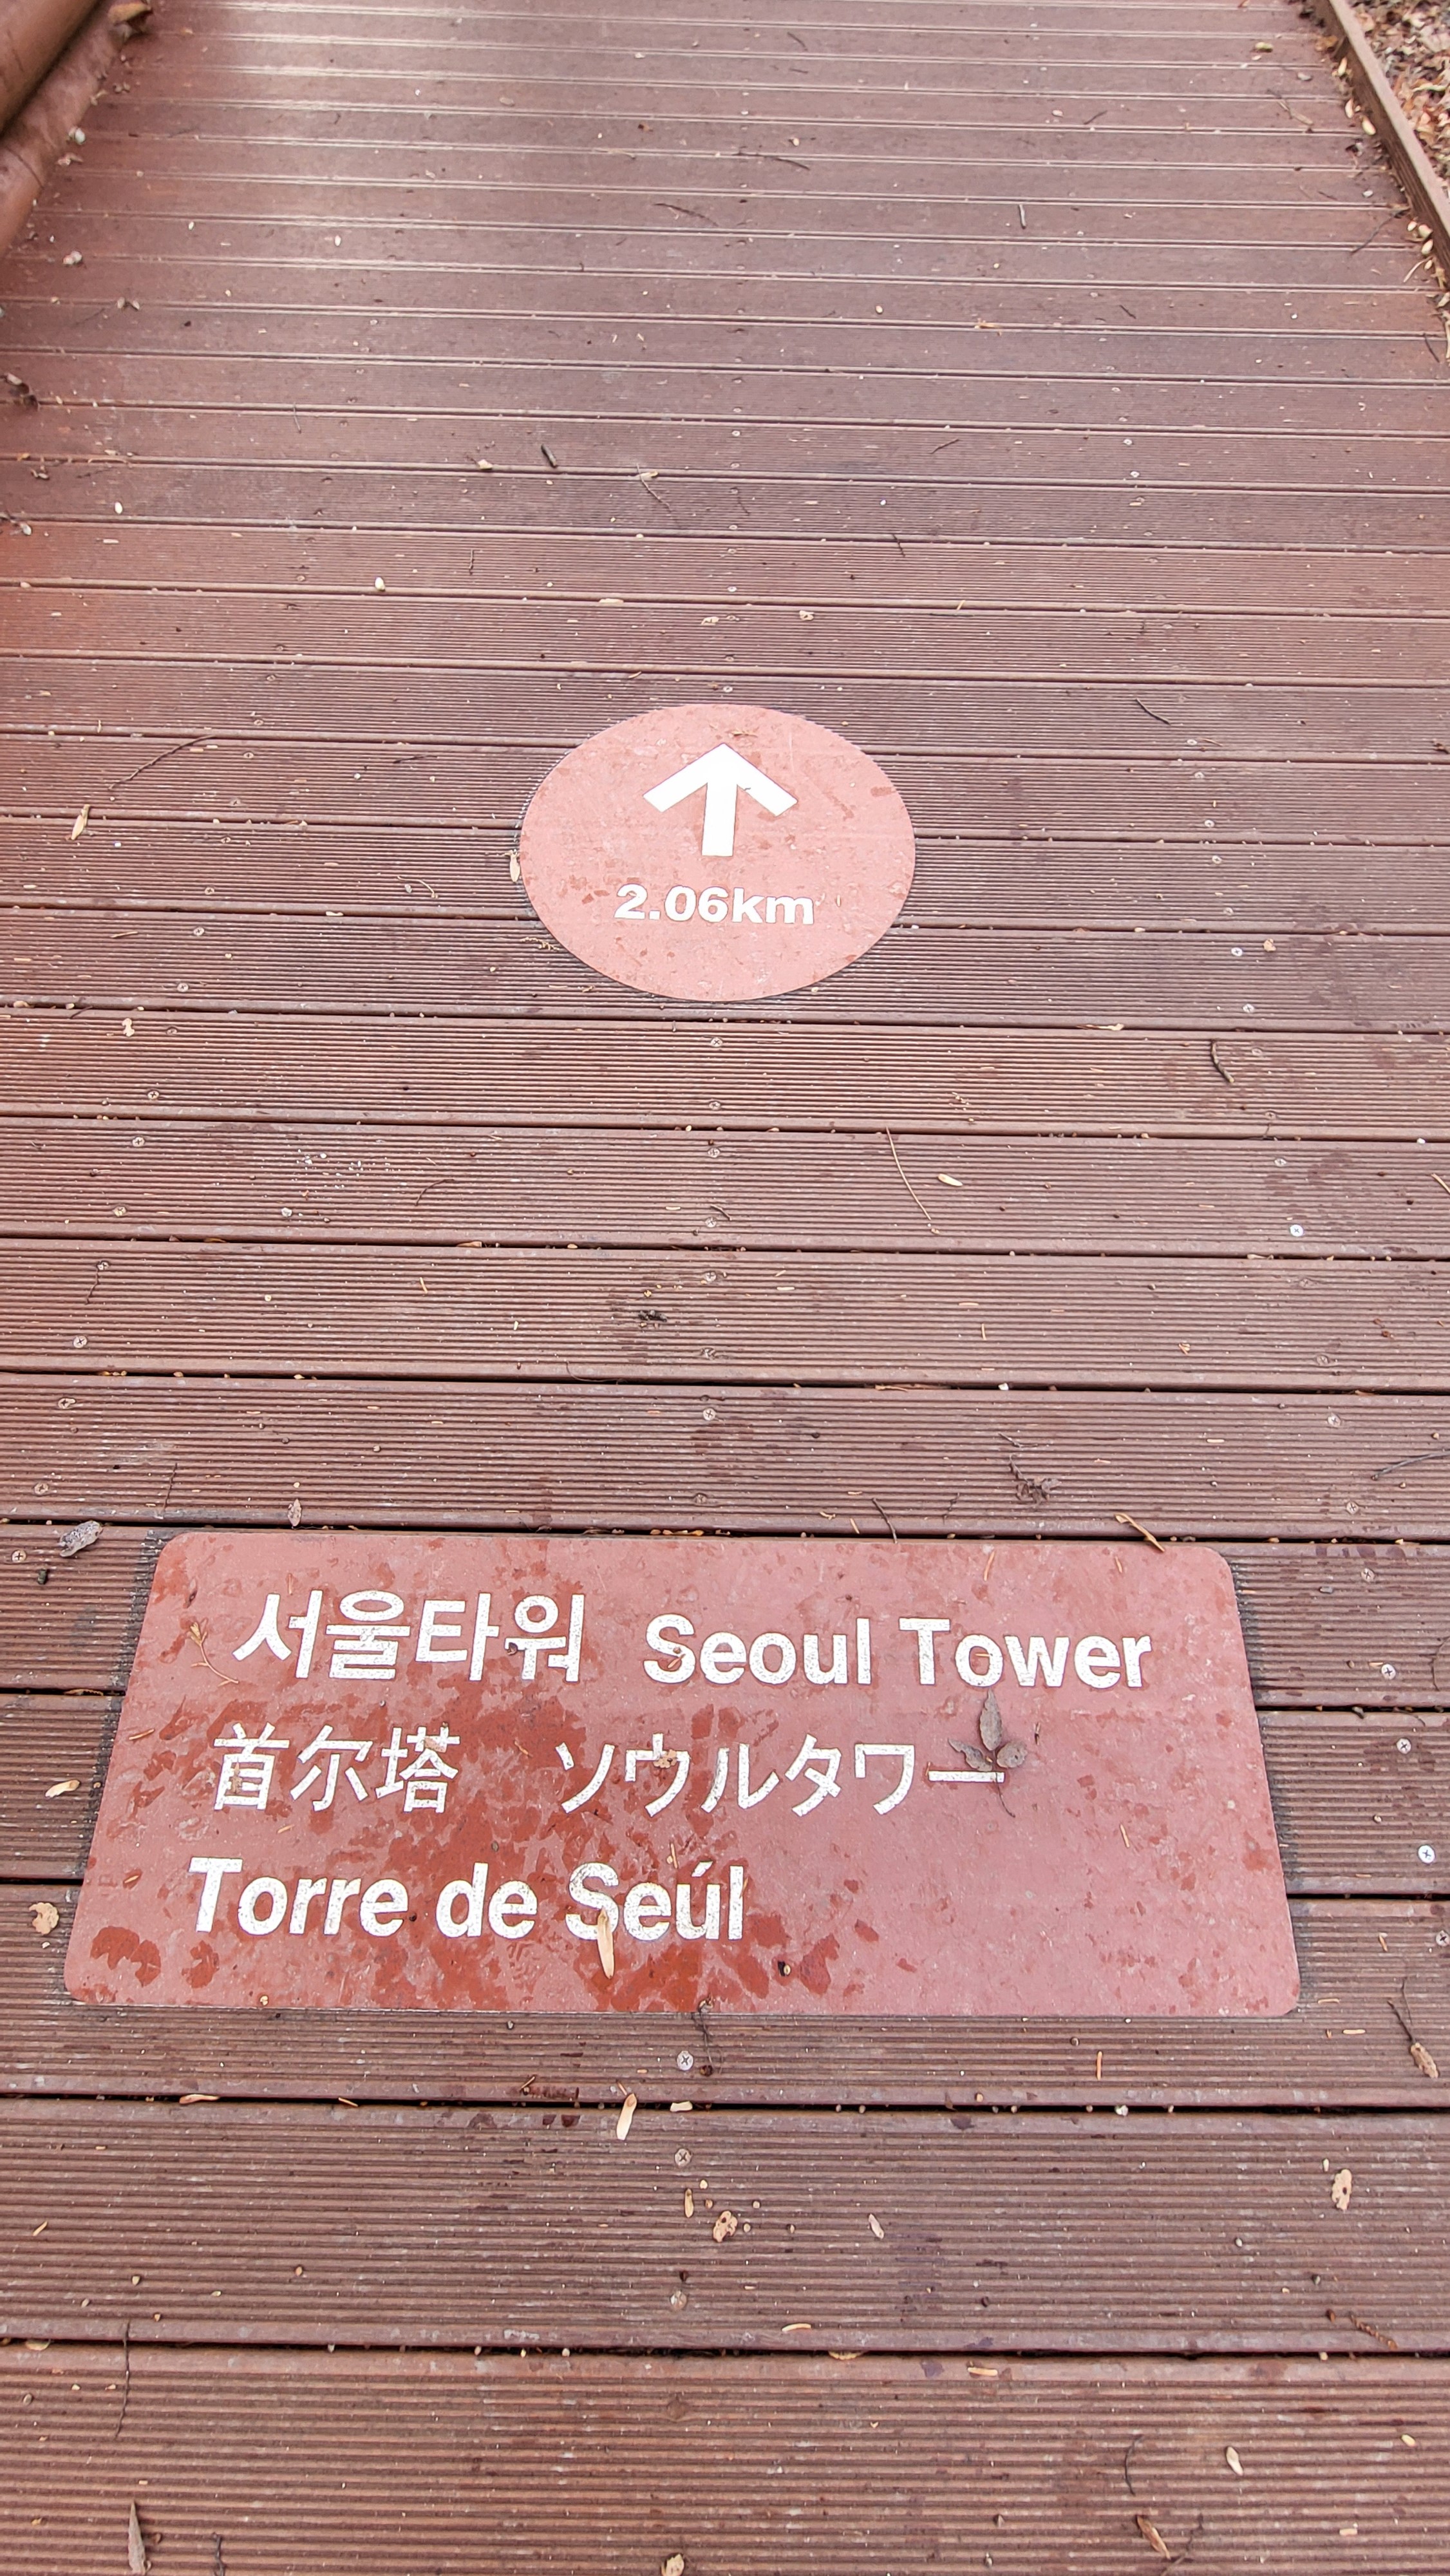 2.06km
서울타워 Seoul Tower
首尔塔 ソウルタワー
Torre de Seúl